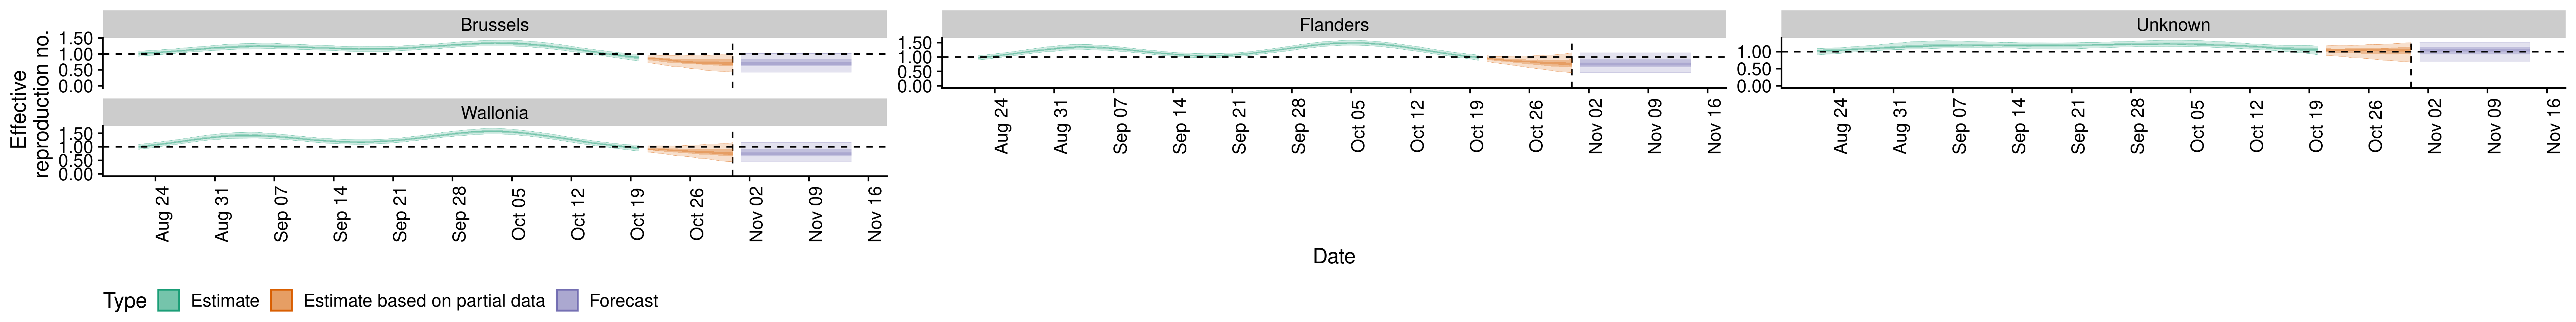 Brussels
Flanders
Unknown
Effective
reproduction no.
1.50
1.00
0.50
0.00
1.50
1.00
0.50
0.00
1.00
0.50
0.00
Wallonia
1.50
1.00
0.50
0.00
Aug 24 Aug 31 Sep 07 Sep 14 Sep 21 Sep 28 Oct 05 Oct 12 Oct 19 Oct 26 Nov 02 Nov 09 Nov 16
Aug 24 Aug 31 Sep 07 Sep 14 Sep 21 Sep 28 Oct 05 Oct 12 Oct 19 Oct 26 Nov 02 Nov 09 Nov 16
Aug 24 Aug 31 Sep 07 Sep 14 Sep 21 Sep 28 Oct 05 Oct 12 Oct 19 Oct 26 Nov 02 Nov 09 Nov 16
Date
Type Estimate Estimate based on partial data Forecast